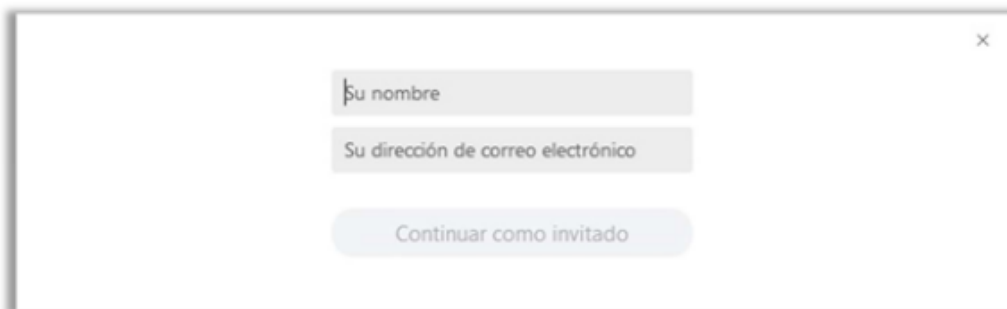 Su nombre
Su dirección de correo electrónico
Continuar como invitado